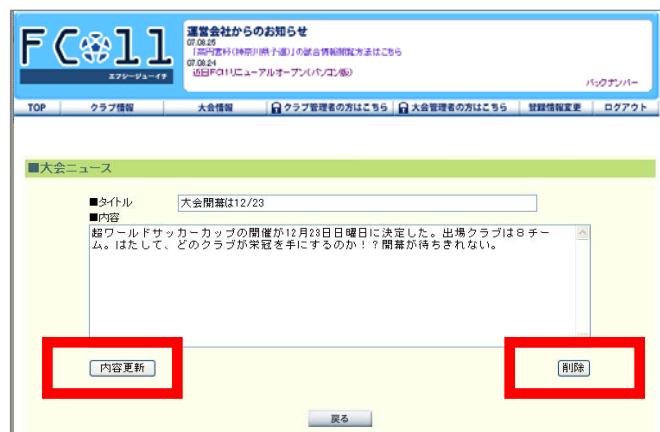 FC11
エフシージュニーイチ
運営会社からのお知らせ
07.08.25
「高円宮杯(神奈川県予選)」の試合情報閲覧方法はこちら
07.08.24
近日FC11リニューアルオープン(パソコン版)
バックナンバー
TOP クラブ情報 大会情報 クラブ管理者の方はこちら 大会管理者の方はこちら 登録情報変更 ログアウト
■大会ニュース
■タイトル 大会開幕は12/23
■内容
超ワールドサッカーカップの開催が12月23日日曜日に決定した。出場クラブは8チー
ム。はたして、どのクラブが栄冠を手にするのか！？開幕が待ちきれない。
内容更新 削除
戻る